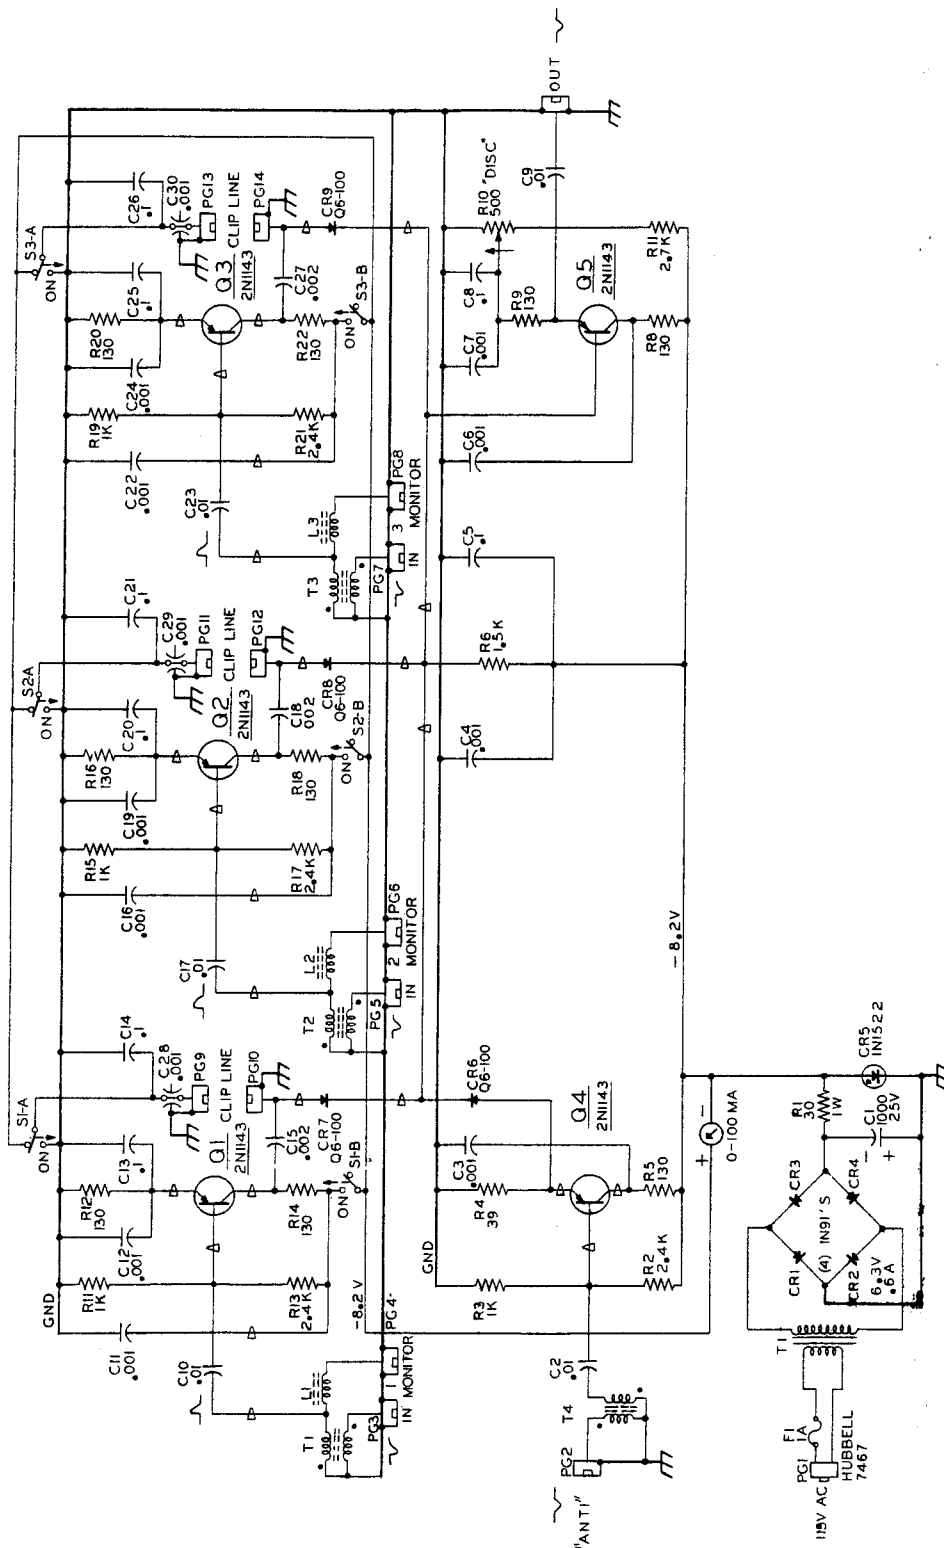 S1-A
ON
S2-A
ON
S3-A
ON
GND
R11
1K
C11
.001
C12
.001
R12
130
C13
.1
C14
.1
C28
.001
PG9
CLIP LINE
PG10
Q1
2N1143
C10
.01
R13
2.4K
R14
130
C15
.002
CR7
Q6-100
S1-B
ON
-8.2V
T1
L1
PG3
IN
1
MONITOR
PG4
R15
1K
C16
.001
C19
.001
R16
130
C20
.1
C21
.1
C29
.001
PG11
CLIP LINE
PG12
Q2
2N1143
C17
.01
R17
2.4K
R18
130
C18
.002
CR8
Q6-100
S2-B
ON
T2
L2
PG5
IN
2
MONITOR
PG6
R19
1K
C22
.001
C24
.001
R20
130
C25
.1
C26
.1
C30
.001
PG13
CLIP LINE
PG14
Q3
2N1143
C23
.01
R21
2.4K
R22
130
C27
.002
CR9
Q6-100
S3-B
ON
T3
L3
PG7
IN
3
MONITOR
PG8
GND
R3
1K
R4
39
C3
.001
CR6
Q6-100
Q4
2N1143
R2
2.4K
R5
130
C2
.01
T4
PG2
"ANTI"
C4
.001
R6
1.5K
C5
.1
C6
.001
C7
.001
C8
.1
R9
130
R10 "DISC"
500
Q5
2N1143
R8
130
R11
2.7K
C9
.01
OUT
-8.2V
+
-
0-100 MA
115V AC
PG1
HUBBELL
7467
F1
1A
T1
6.3V
.6A
CR1
CR2
CR3
CR4
(4) IN91'S
R1
30
1W
C1
1000
25V
-
+
CR5
IN1522